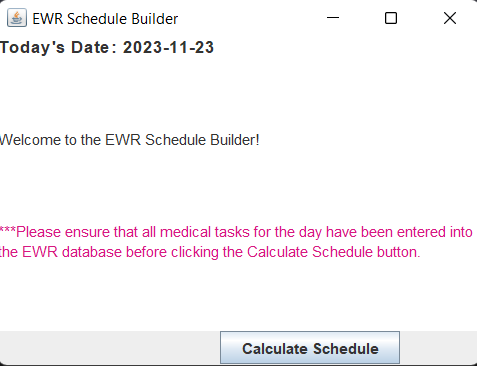 EWR Schedule Builder
Today's Date: 2023-11-23
Welcome to the EWR Schedule Builder!
***Please ensure that all medical tasks for the day have been entered into
the EWR database before clicking the Calculate Schedule button.
Calculate Schedule